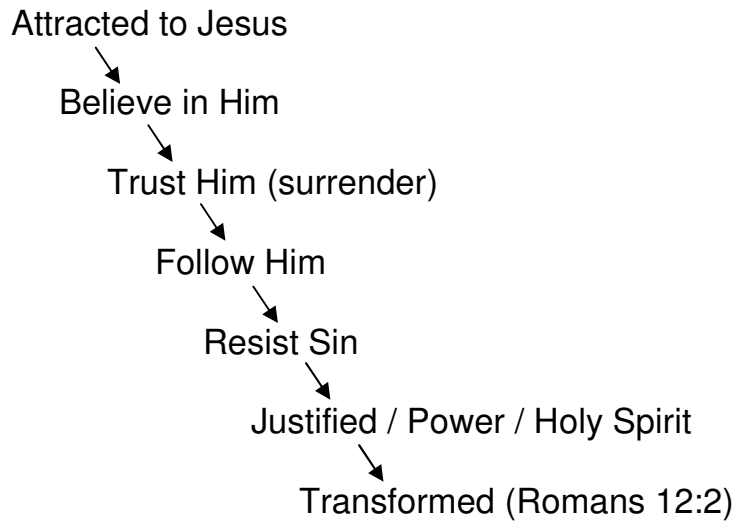 Attracted to Jesus
Believe in Him
Trust Him (surrender)
Follow Him
Resist Sin
Justified / Power / Holy Spirit
Transformed (Romans 12:2)